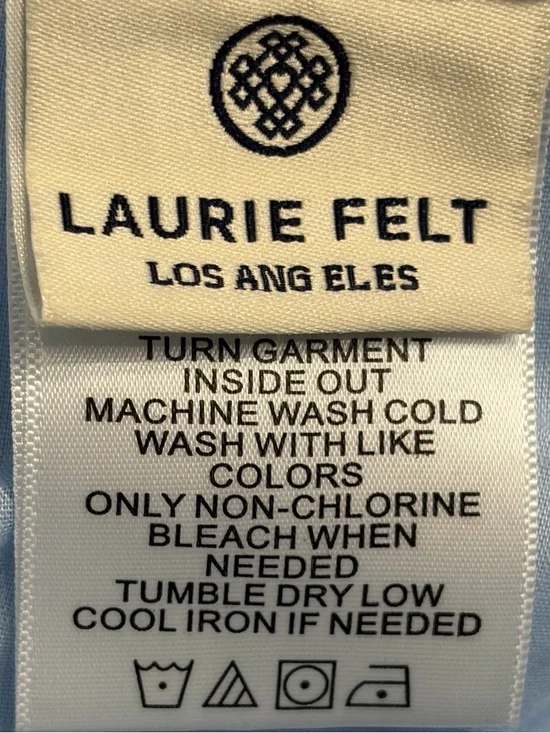 LAURIE FELT
LOS ANG ELES
TURN GARMENT
INSIDE OUT
MACHINE WASH COLD
WASH WITH LIKE
COLORS
ONLY NON-CHLORINE
BLEACH WHEN
NEEDED
TUMBLE DRY LOW
COOL IRON IF NEEDED